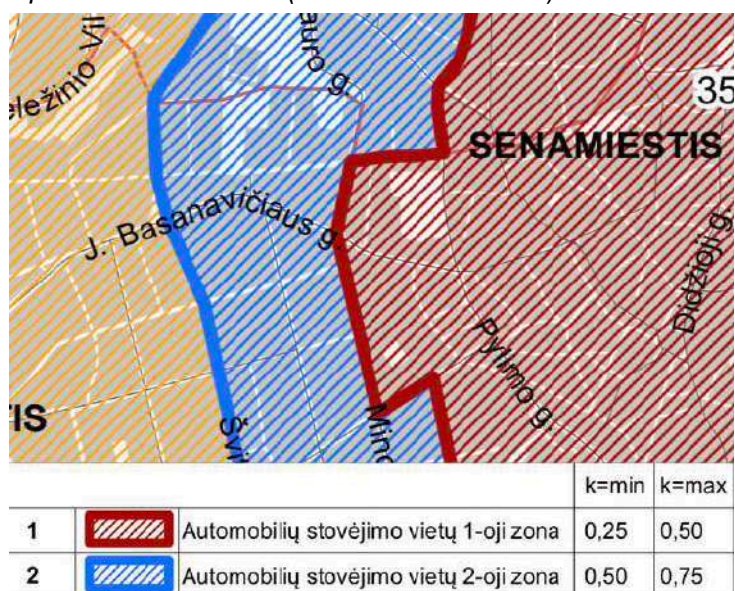 eležinio Vil
auro g.
35
SENAMIESTIS
J. Basanavičiaus g.
Didžioji g.
Pylimo g.
TIS
Švit
Mind
k=min k=max
1 Automobilių stovėjimo vietų 1-oji zona 0,25 0,50
2 Automobilių stovėjimo vietų 2-oji zona 0,50 0,75